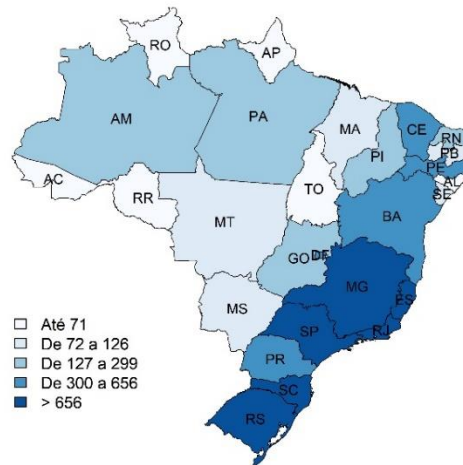 RO
AP
AM
PA
MA
CE
RN
PB
PI
PE
AC
AL
SE
RR
TO
BA
MT
GO
DF
MG
ES
MS
SP
RJ
PR
SC
RS
Até 71
De 72 a 126
De 127 a 299
De 300 a 656
> 656